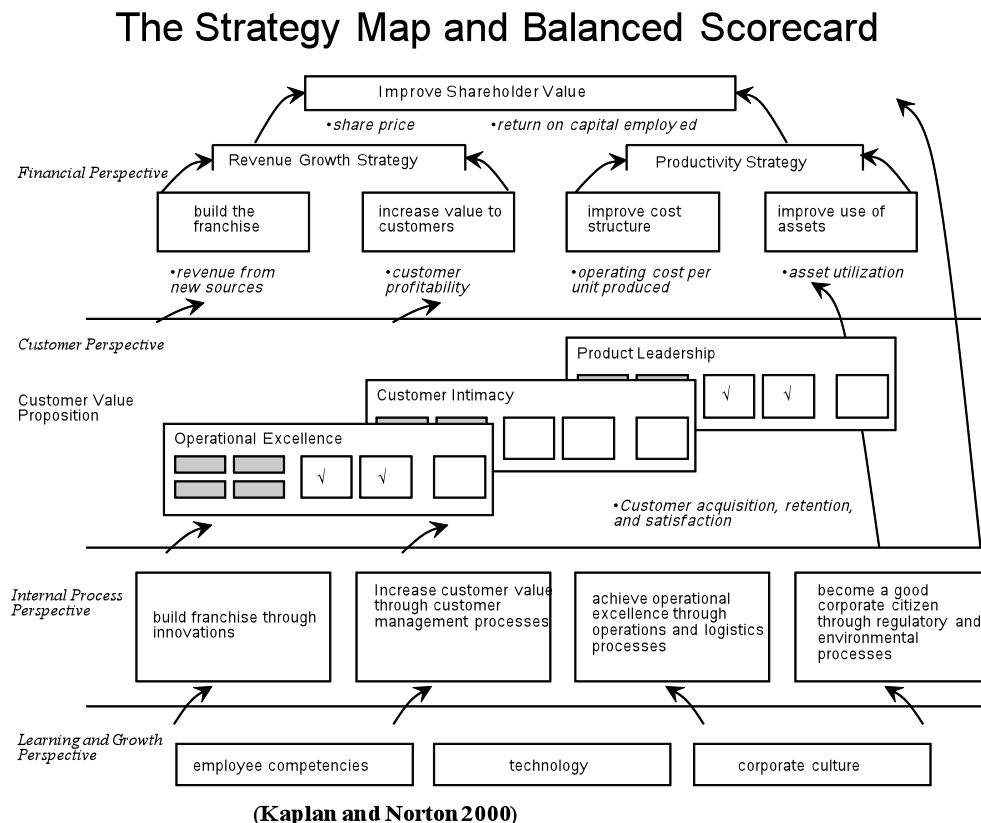 The Strategy Map and Balanced Scorecard
Improve Shareholder Value
•share price
•return on capital employed
Financial Perspective
Revenue Growth Strategy
Productivity Strategy
build the
franchise
increase value to
customers
improve cost
structure
improve use of
assets
•revenue from
new sources
•customer
profitability
•operating cost per
unit produced
•asset utilization
Customer Perspective
Customer Value
Proposition
Product Leadership
√ √
Customer Intimacy
Operational Excellence
√ √
•Customer acquisition, retention,
and satisfaction
Internal Process
Perspective
build franchise through
innovations
Increase customer value
through customer
management processes
achieve operational
excellence through
operations and logistics
processes
become a good
corporate citizen
through regulatory and
environmental
processes
Learning and Growth
Perspective
employee competencies
technology
corporate culture
(Kaplan and Norton 2000)